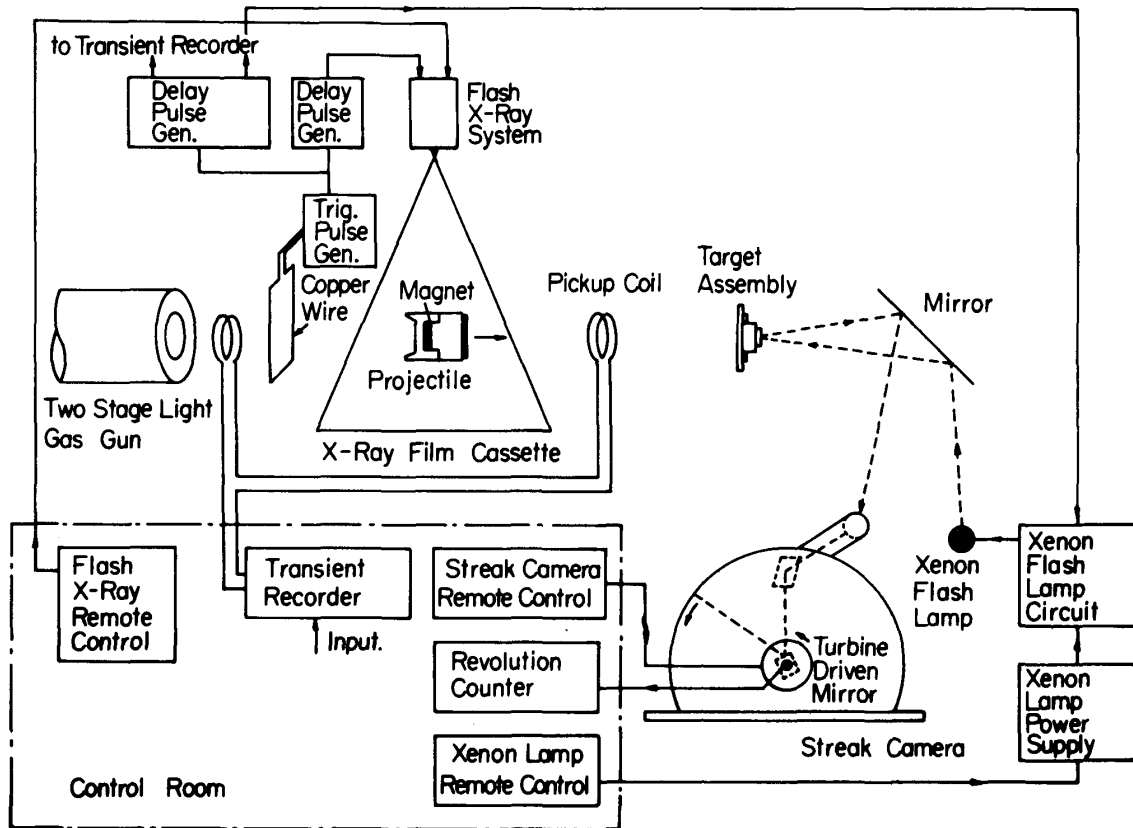 to Transient Recorder
Delay
Pulse
Gen.
Delay
Pulse
Gen.
Flash
X-Ray
System
Trig.
Pulse
Gen.
Copper
Wire
Magnet
Projectile
Pickup Coil
Target
Assembly
Mirror
Two Stage Light
Gas Gun
X-Ray Film Cassette
Flash
X-Ray
Remote
Control
Transient
Recorder
Input.
Streak Camera
Remote Control
Revolution
Counter
Xenon Lamp
Remote Control
Control Room
Turbine
Driven
Mirror
Streak Camera
Xenon
Flash
Lamp
Xenon
Flash
Lamp
Circuit
Xenon
Lamp
Power
Supply